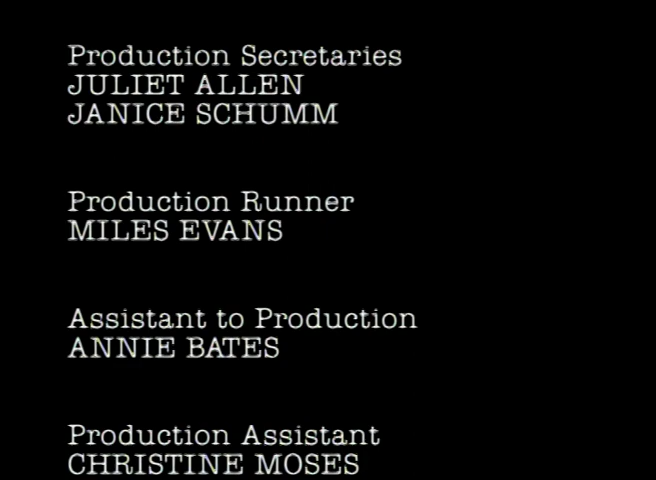 Production Secretaries
JULIET ALLEN
JANICE SCHUMM
Production Runner
MILES EVANS
Assistant to Production
ANNIE BATES
Production Assistant
CHRISTINE MOSES